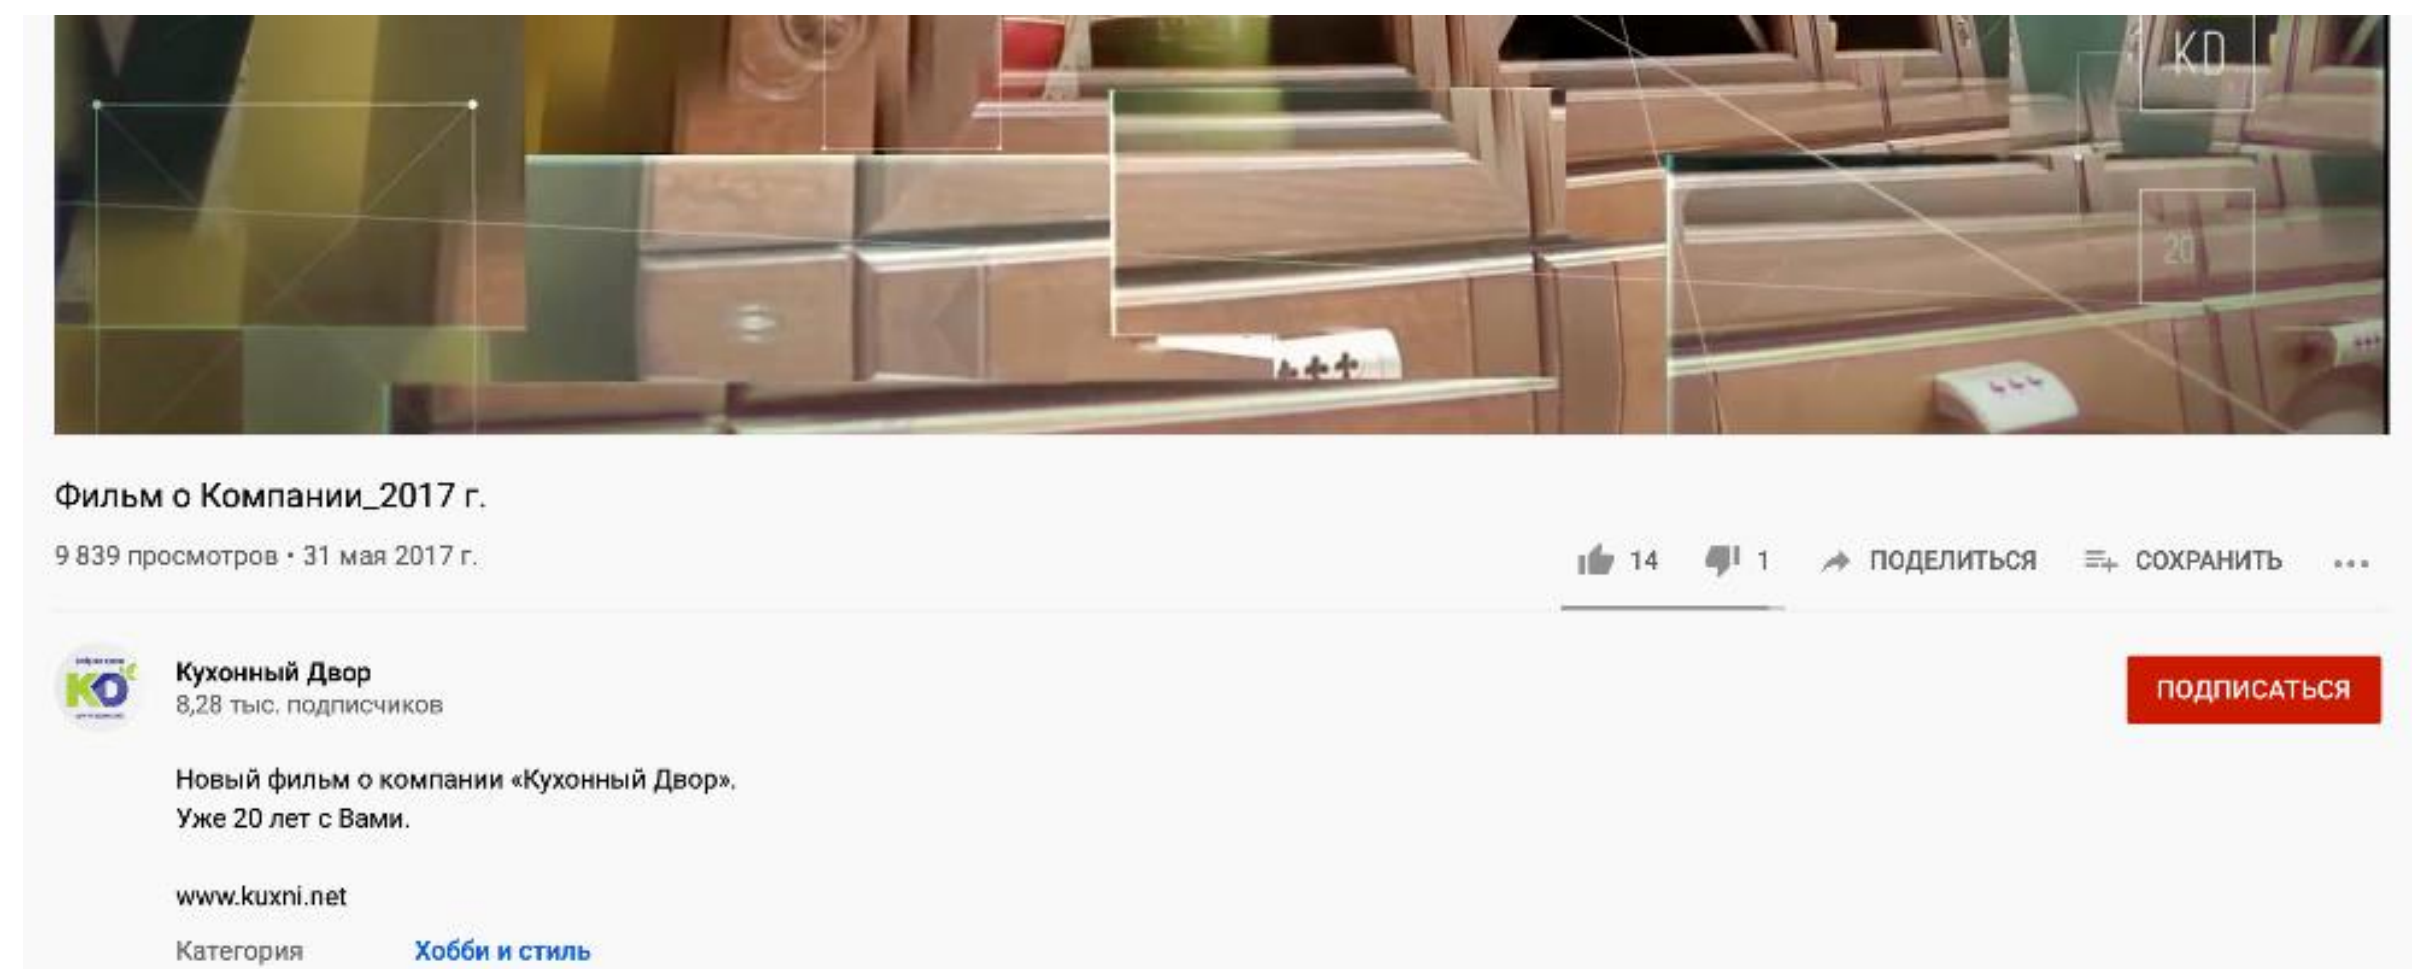 KD
20
Фильм о Компании_2017 г.
9 839 просмотров • 31 мая 2017 г.
14 1 ПОДЕЛИТЬСЯ СОХРАНИТЬ ...
KD
Кухонный Двор
8,28 тыс. подписчиков
ПОДПИСАТЬСЯ
Новый фильм о компании «Кухонный Двор».
Уже 20 лет с Вами.
www.kuxni.net
Категория Хобби и стиль